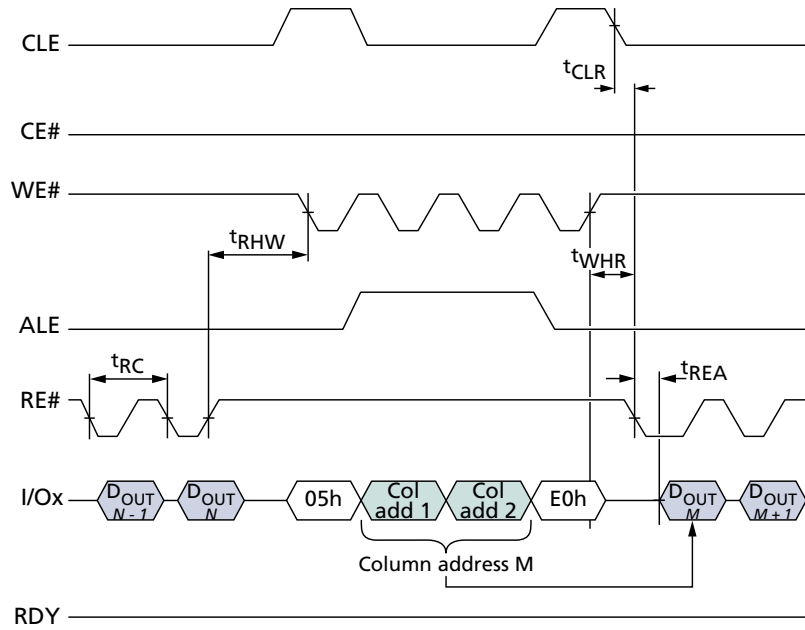 CLE
tCLR
CE#
WE#
tRHW
tWHR
ALE
tRC
tREA
RE#
I/Ox
DOUT
N - 1
DOUT
N
05h
Col
add 1
Col
add 2
E0h
DOUT
M
DOUT
M + 1
Column address M
RDY